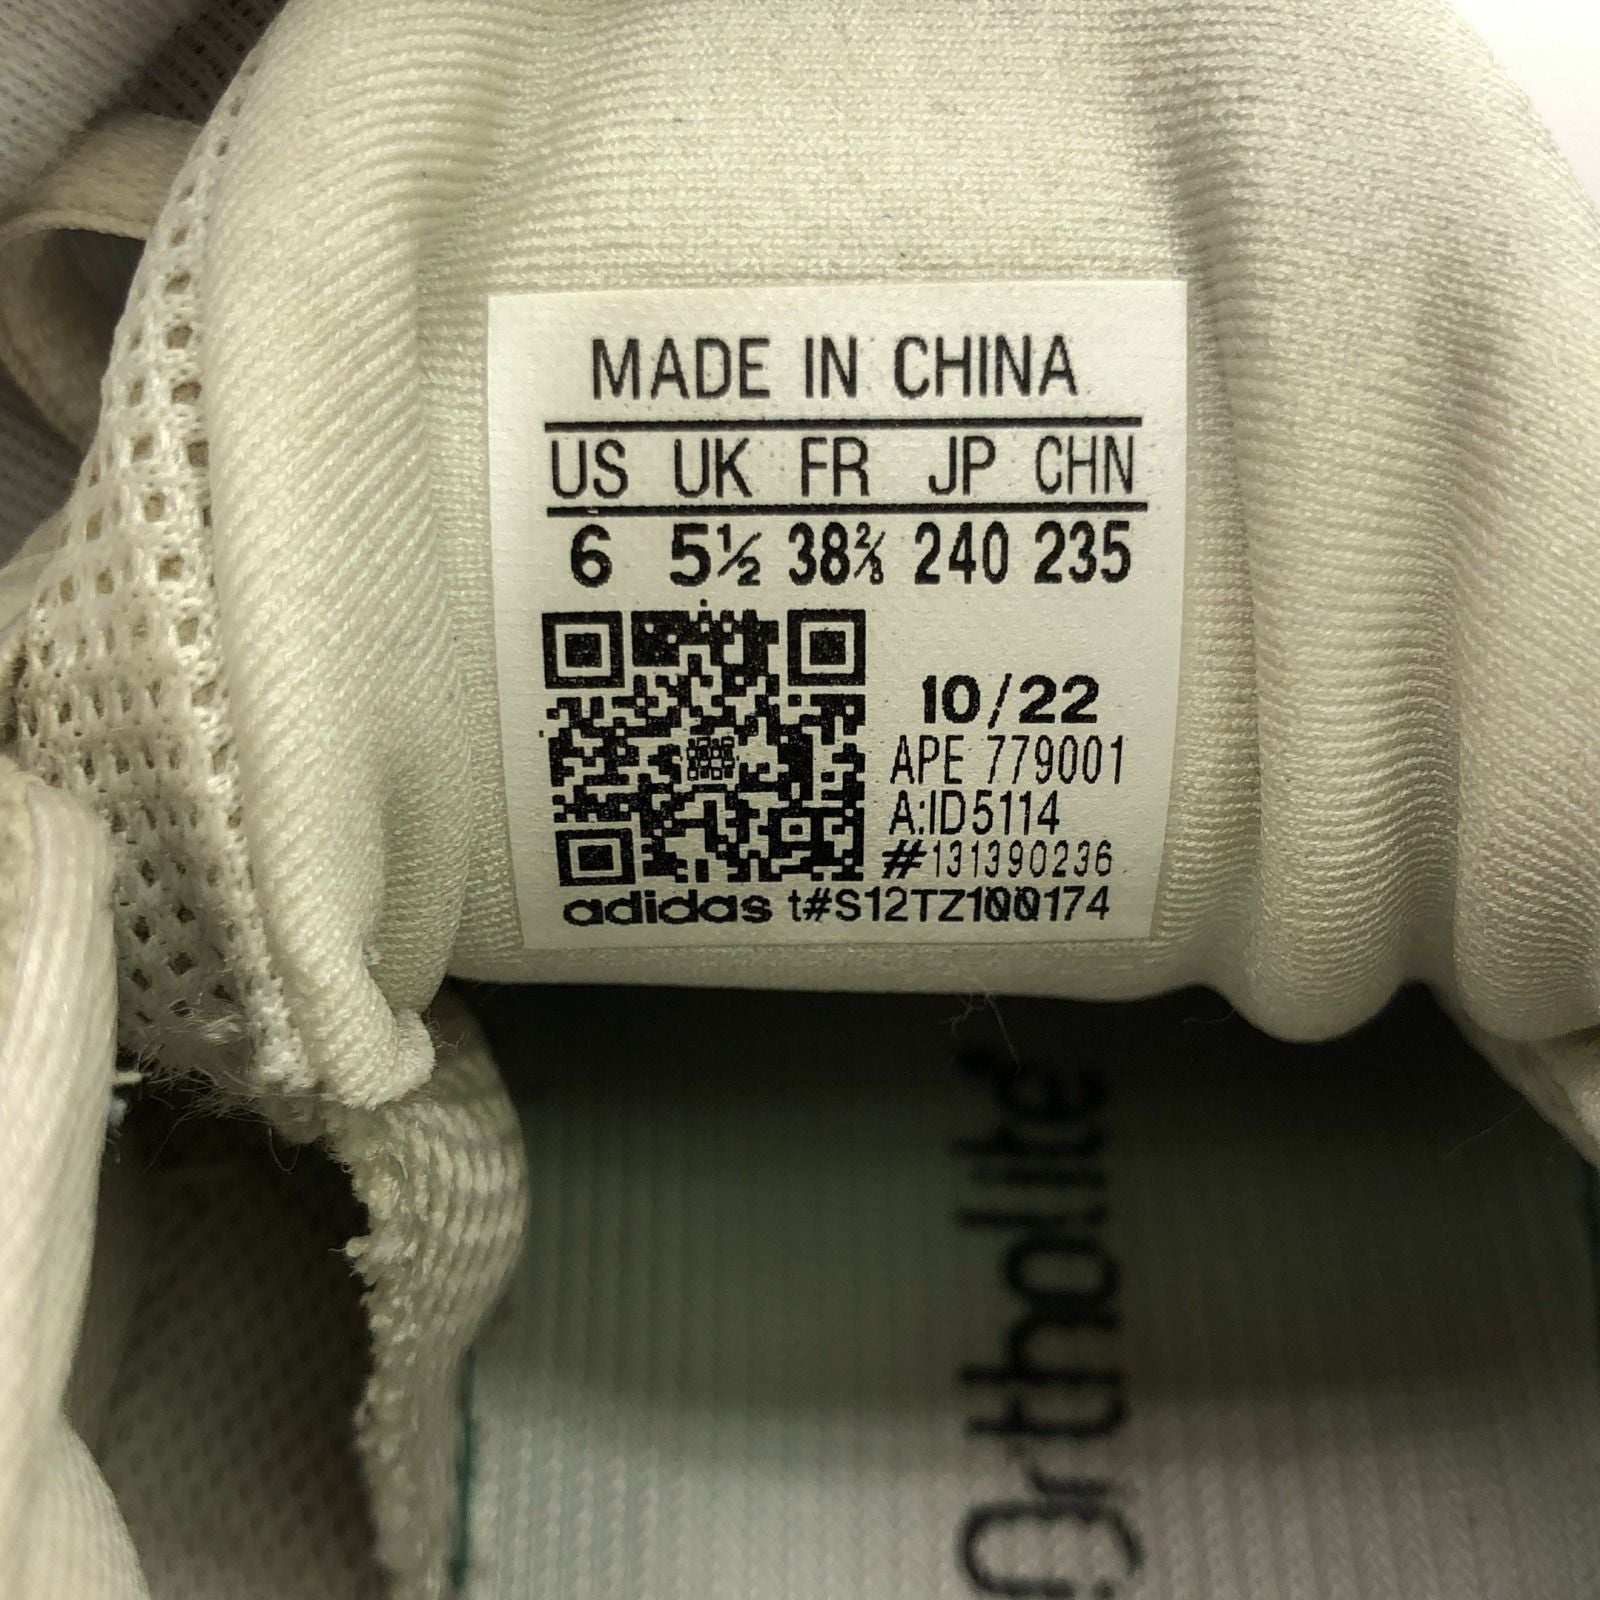 MADE IN CHINA
US UK FR JP CHN
6 5½ 38⅔ 240 235
10/22
APE 779001
A:ID5114
#131390236
adidas t#S12TZ100174
Ortholite